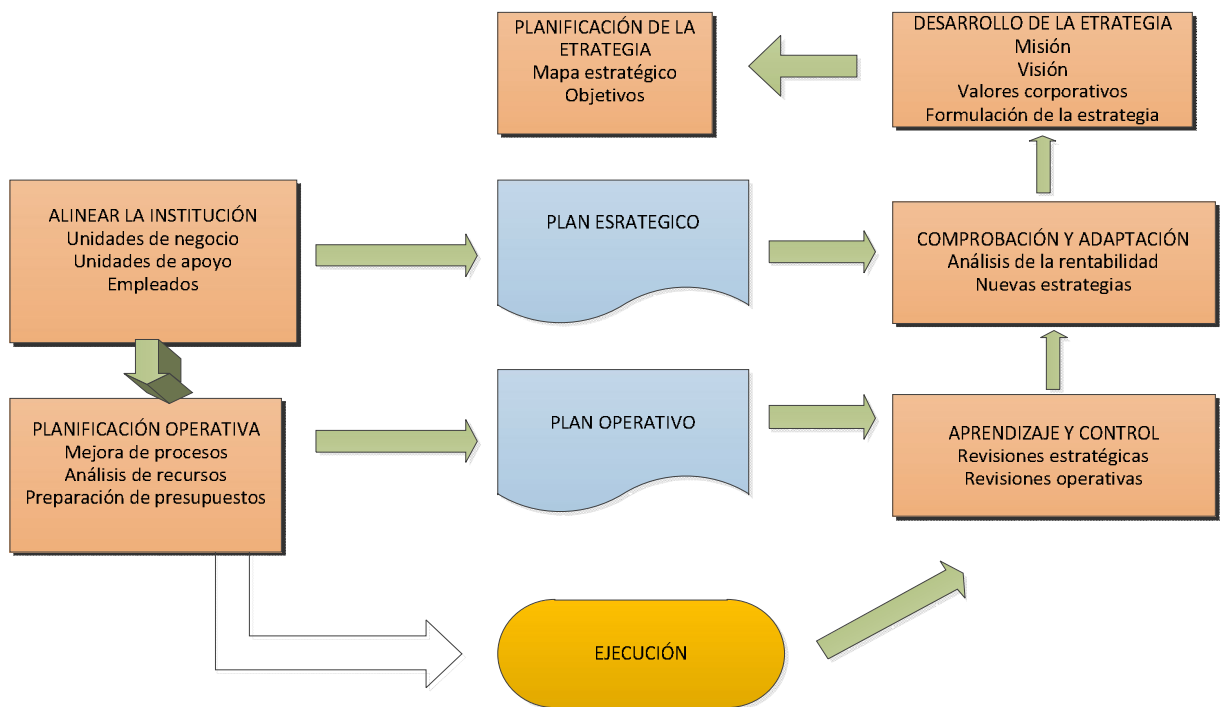 PLANIFICACIÓN DE LA
ETRATEGIA
Mapa estratégico
Objetivos
DESARROLLO DE LA ETRATEGIA
Misión
Visión
Valores corporativos
Formulación de la estrategia
ALINEAR LA INSTITUCIÓN
Unidades de negocio
Unidades de apoyo
Empleados
PLAN ESRATEGICO
COMPROBACIÓN Y ADAPTACIÓN
Análisis de la rentabilidad
Nuevas estrategias
PLANIFICACIÓN OPERATIVA
Mejora de procesos
Análisis de recursos
Preparación de presupuestos
PLAN OPERATIVO
APRENDIZAJE Y CONTROL
Revisiones estratégicas
Revisiones operativas
EJECUCIÓN